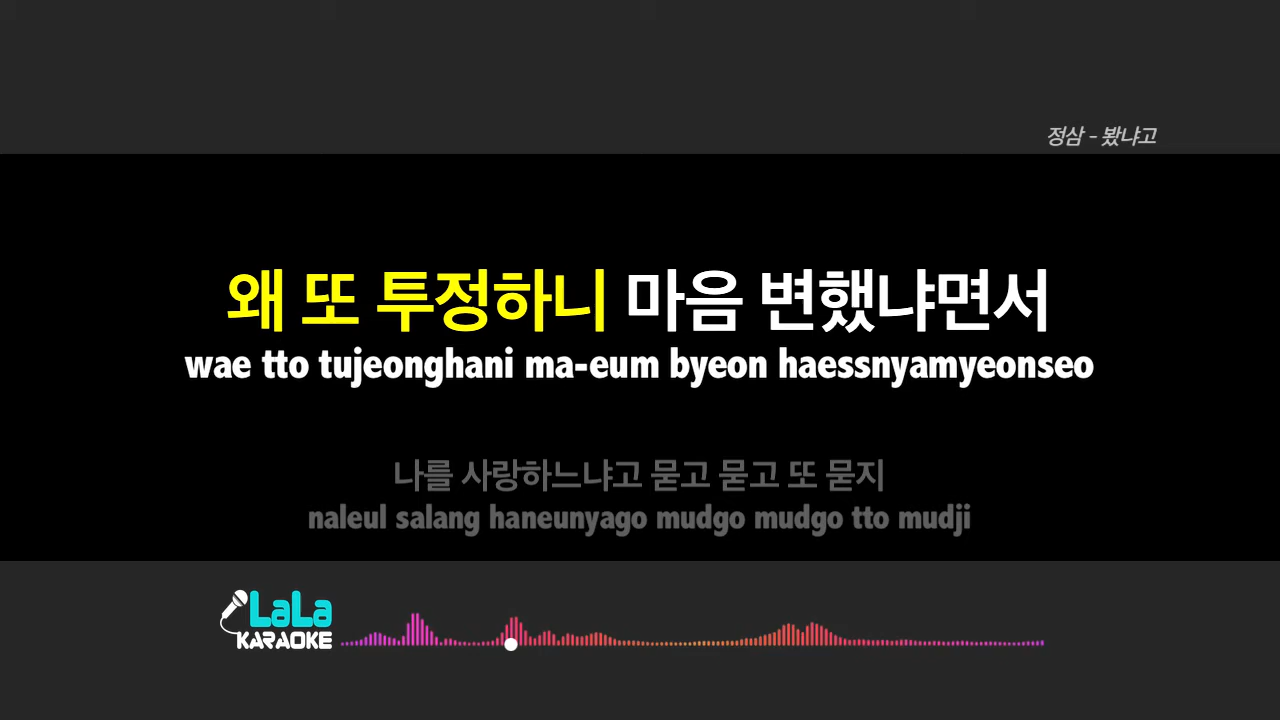 정삼 - 봤냐고
왜 또 투정하니 마음 변했냐면서
wae tto tujeonghani ma-eum byeon haessnyamyeonseo
나를 사랑하느냐고 묻고 묻고 또 묻지
naleul salang haneunyago mudgo mudgo tto mudji
LaLa
KARAOKE